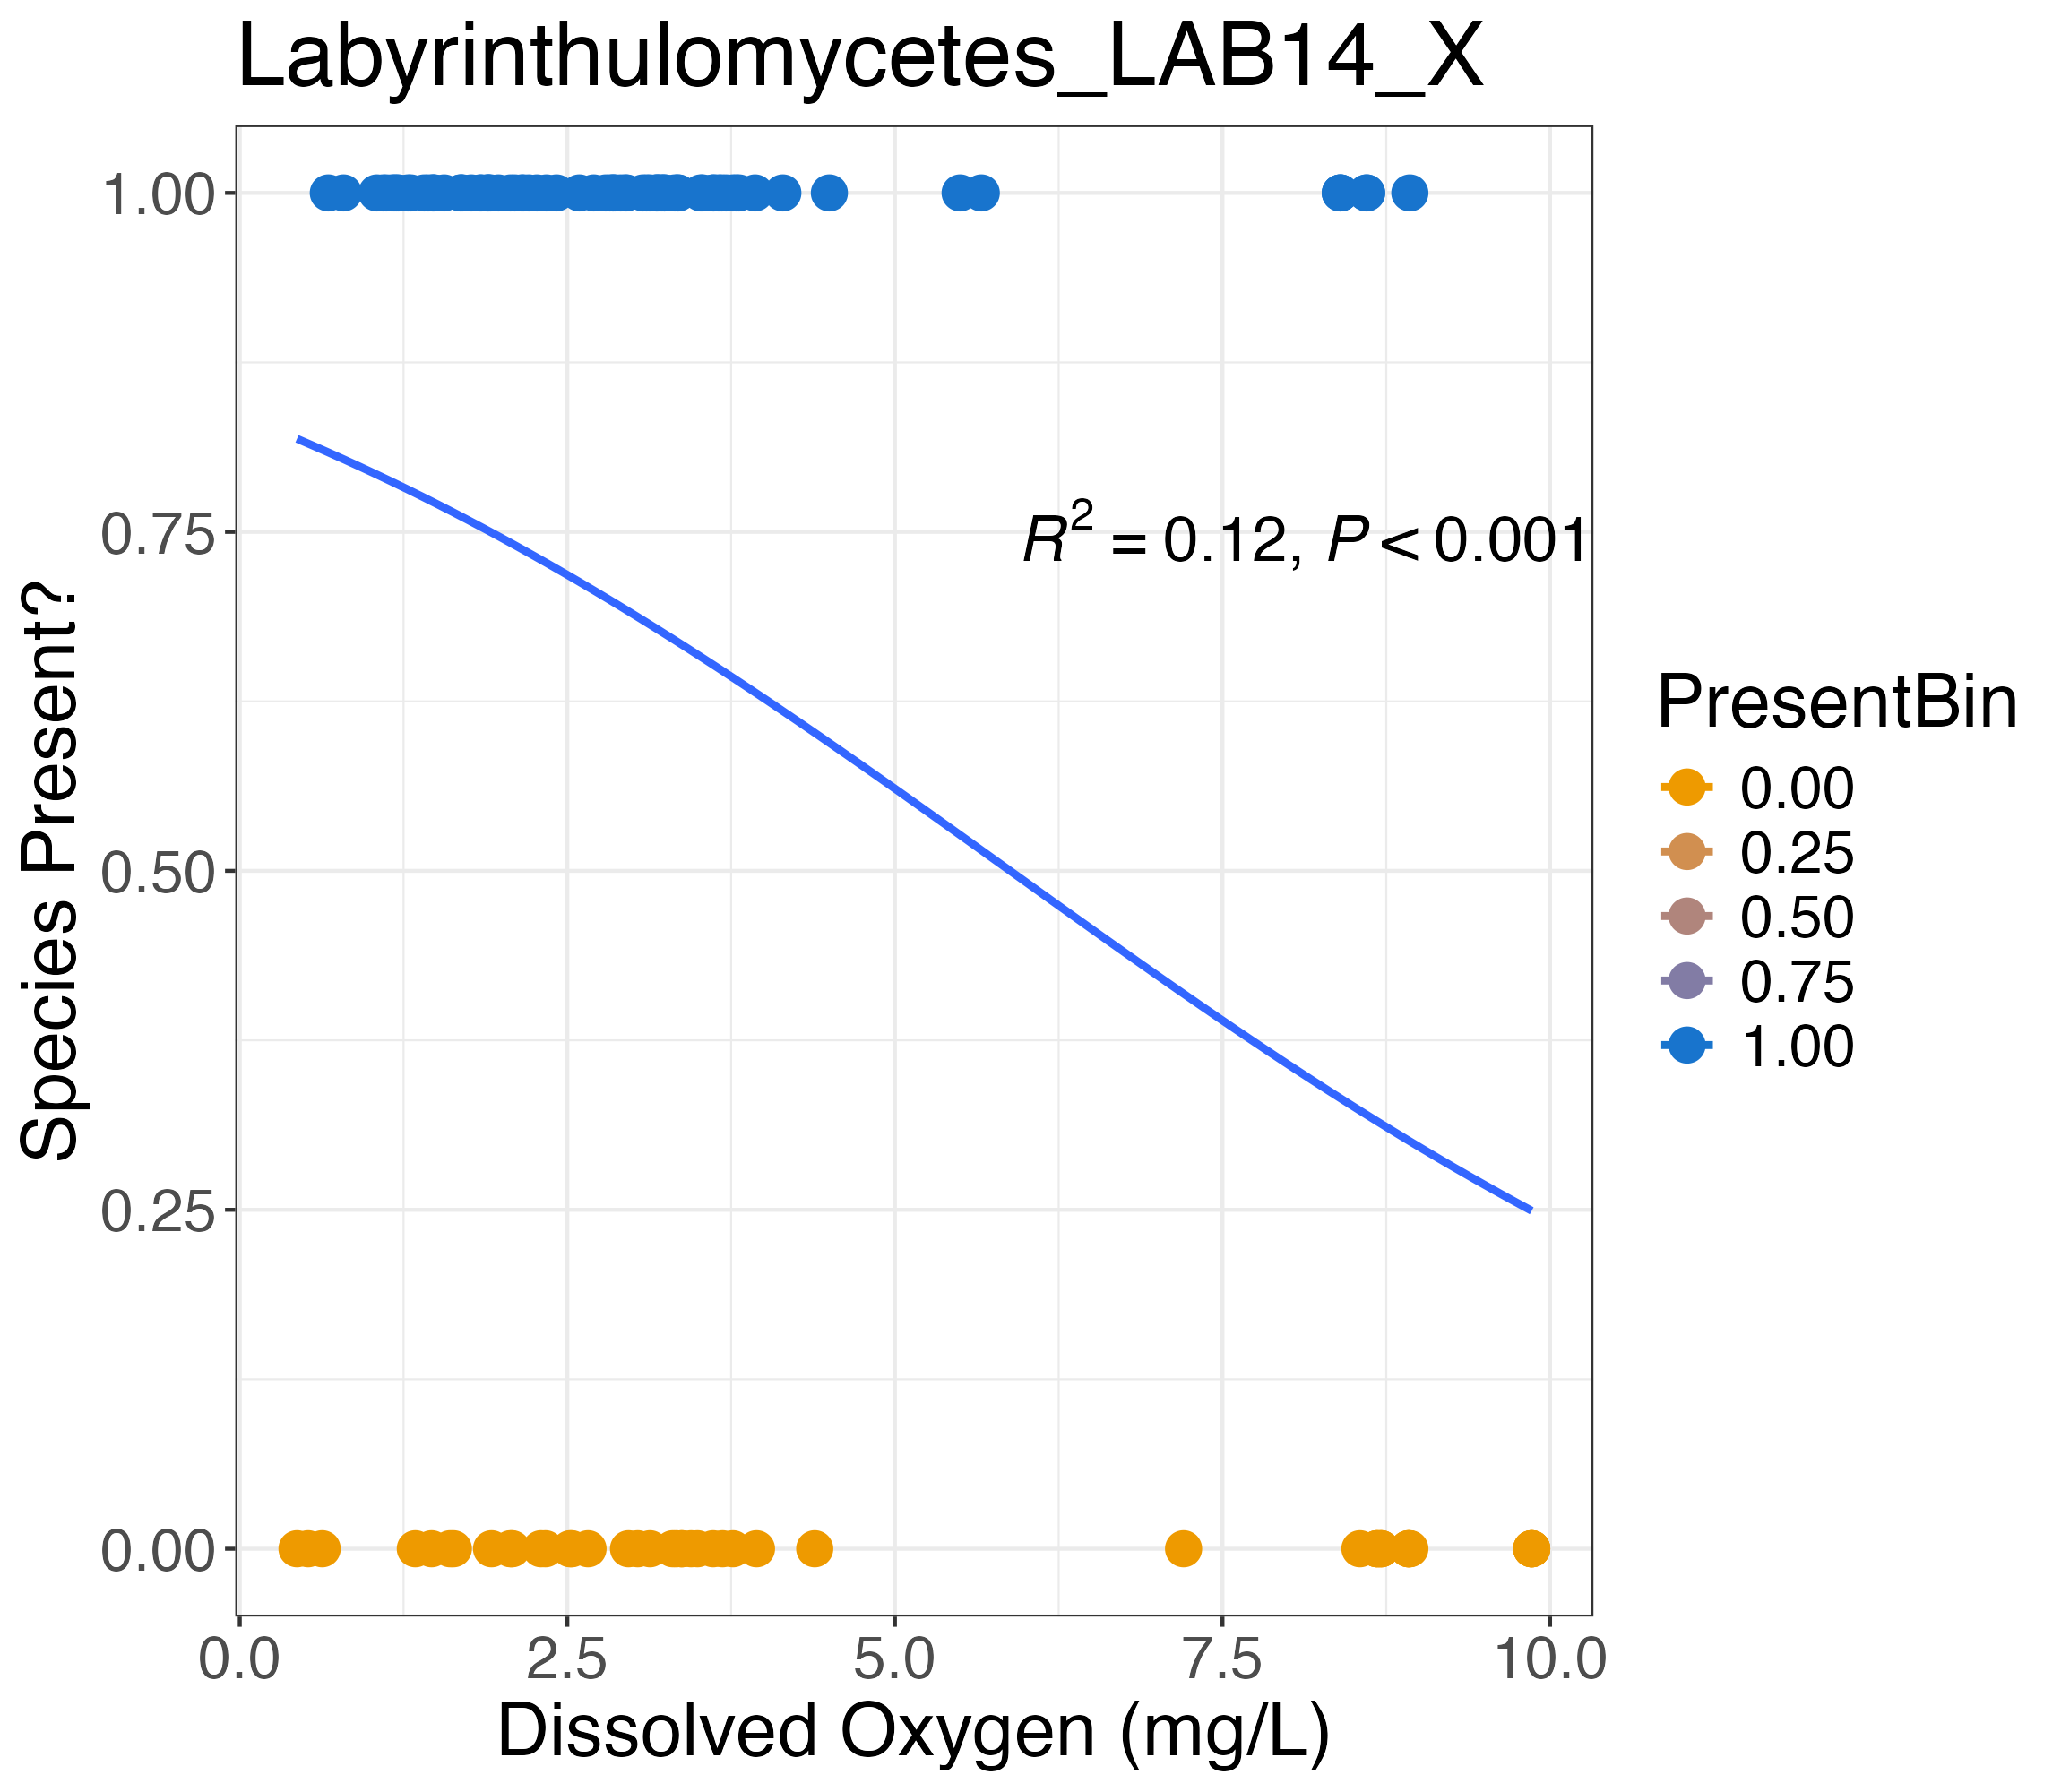 Labyrinthulomycetes_LAB14_X
1.00
0.75
0.50
0.25
0.00
Species Present?
R² = 0.12, P < 0.001
0.0 2.5 5.0 7.5 10.0
Dissolved Oxygen (mg/L)
PresentBin
0.00
0.25
0.50
0.75
1.00